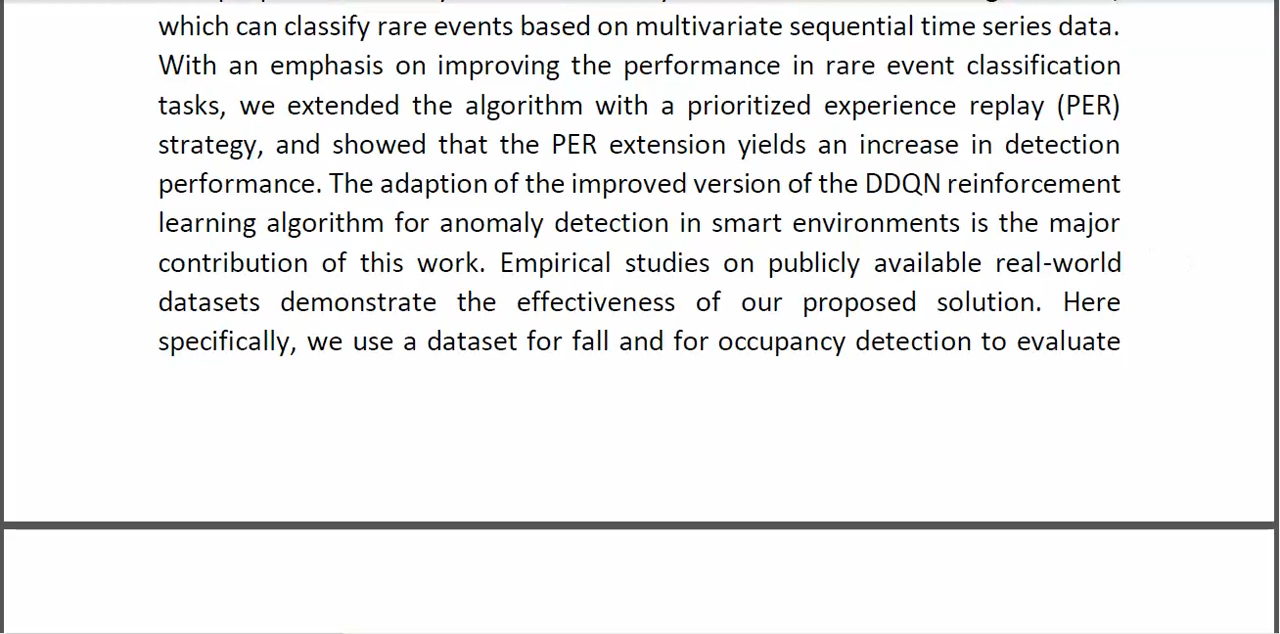 which can classify rare events based on multivariate sequential time series data.
With an emphasis on improving the performance in rare event classification
tasks, we extended the algorithm with a prioritized experience replay (PER)
strategy, and showed that the PER extension yields an increase in detection
performance. The adaption of the improved version of the DDQN reinforcement
learning algorithm for anomaly detection in smart environments is the major
contribution of this work. Empirical studies on publicly available real-world
datasets demonstrate the effectiveness of our proposed solution. Here
specifically, we use a dataset for fall and for occupancy detection to evaluate